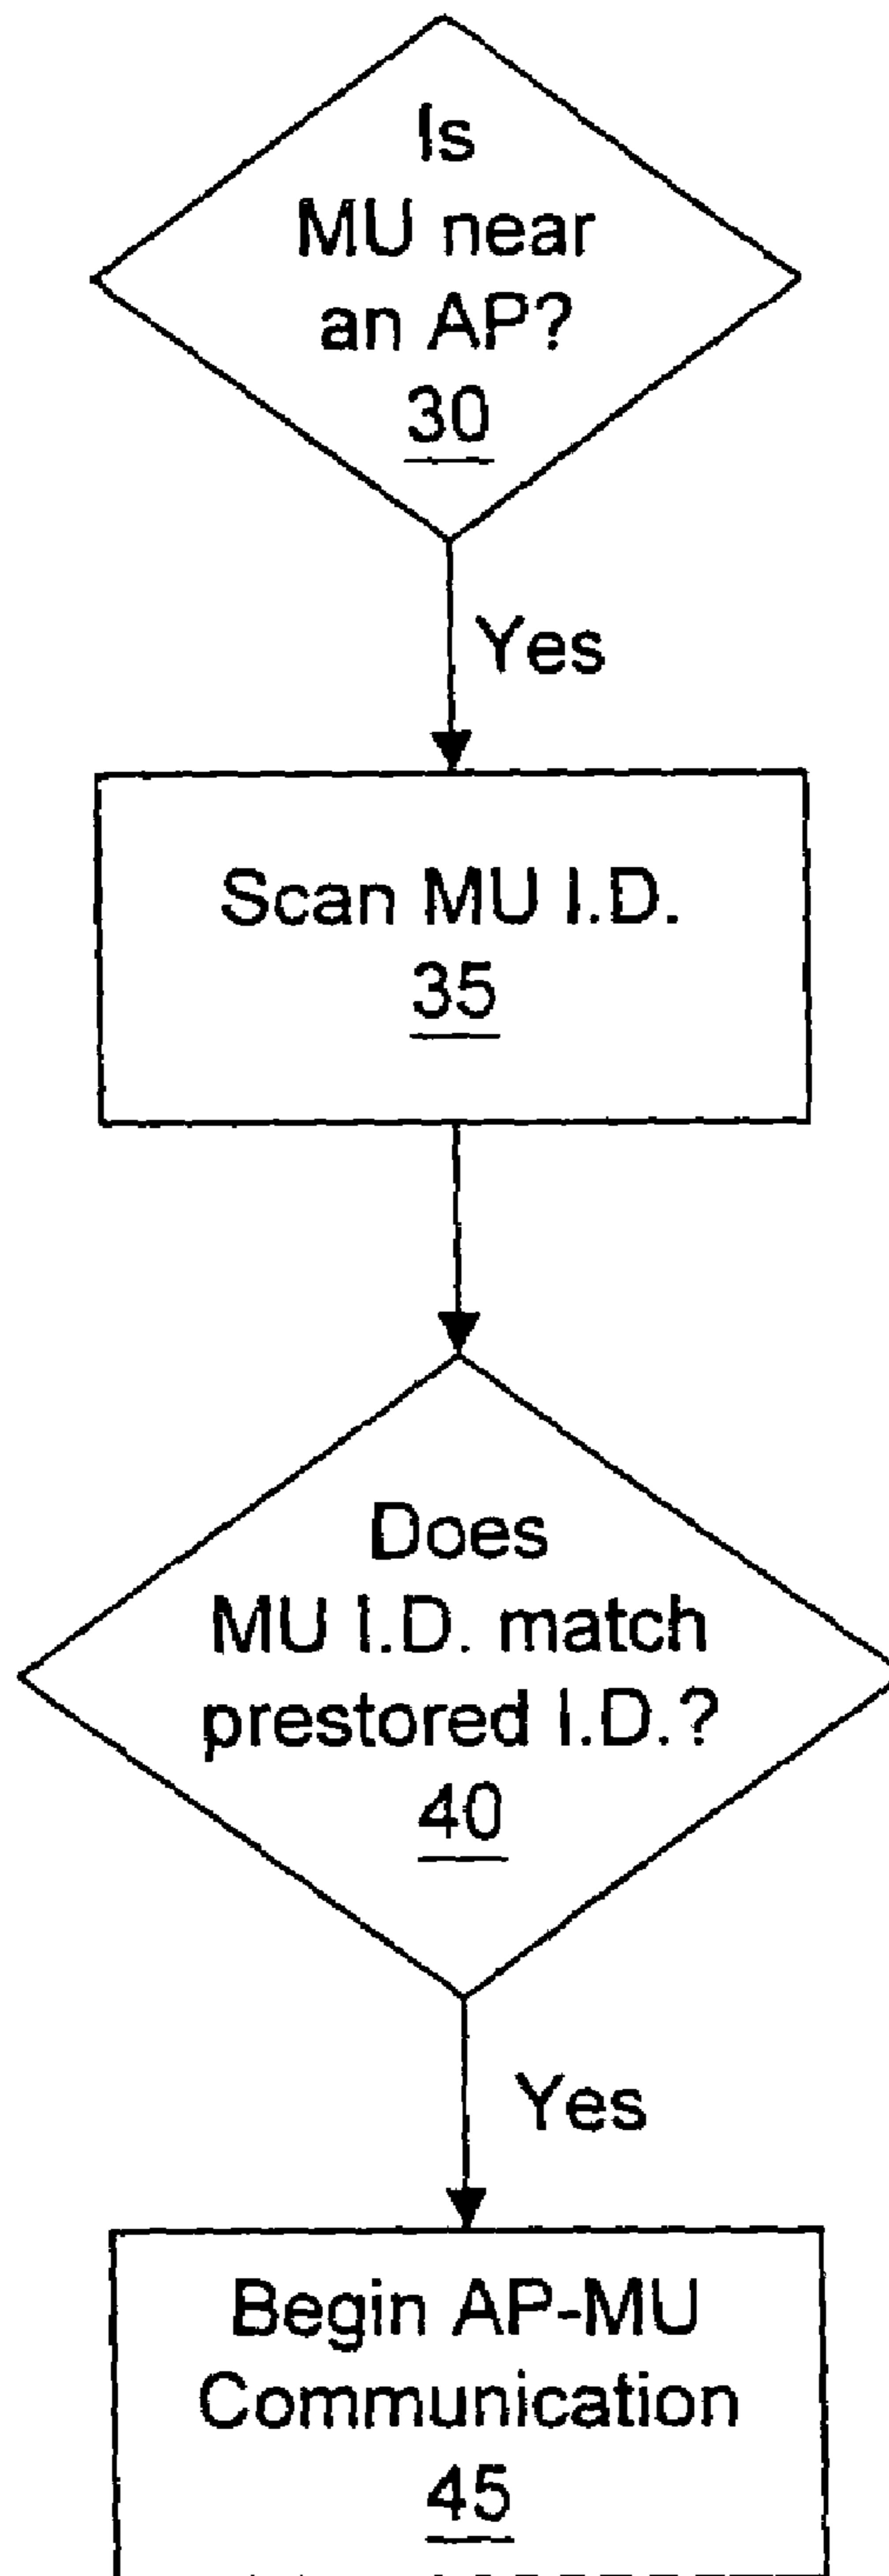 Is
MU near
an AP?
30
Yes
Scan MU I.D.
35
Does
MU I.D. match
prestored I.D.?
40
Yes
Begin AP-MU
Communication
45